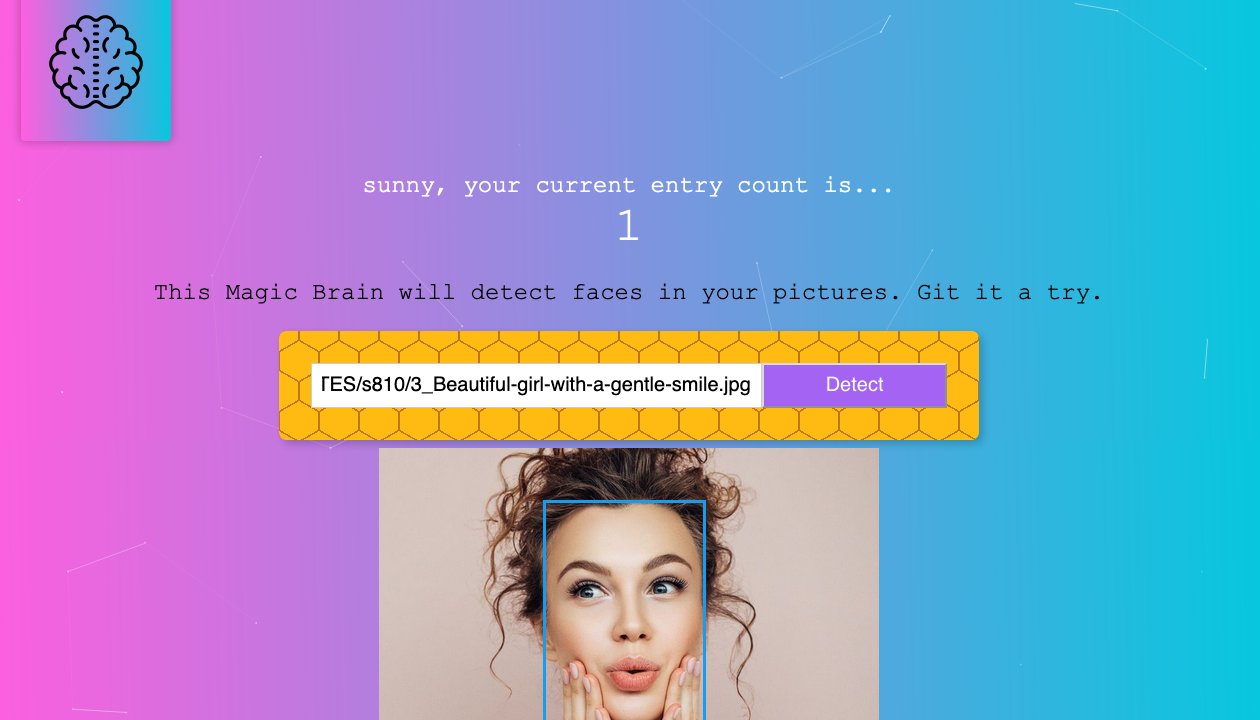 sunny, your current entry count is...
1
This Magic Brain will detect faces in your pictures. Git it a try.
TES/s810/3_Beautiful-girl-with-a-gentle-smile.jpg
Detect